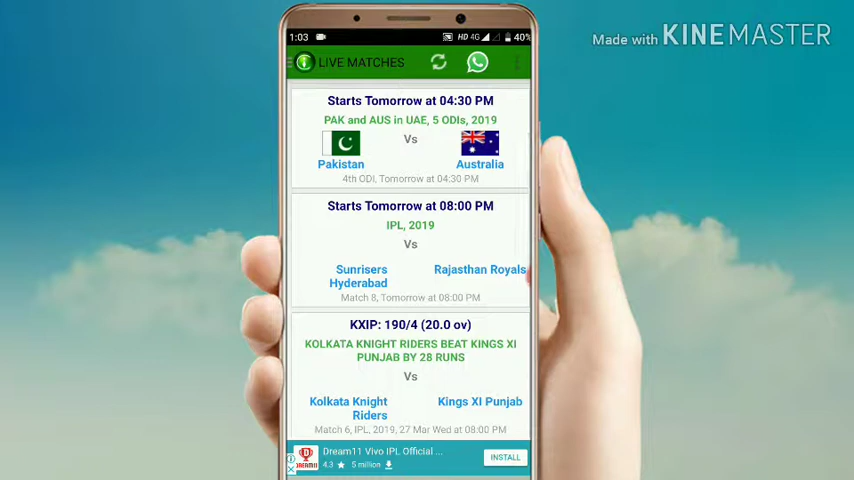 Made with KINEMASTER
1:03 HD 4G 40%
LIVE MATCHES
Starts Tomorrow at 04:30 PM
PAK and AUS in UAE, 5 ODIs, 2019
Vs
Pakistan Australia
4th ODI, Tomorrow at 04:30 PM
Starts Tomorrow at 08:00 PM
IPL, 2019
Vs
Sunrisers Rajasthan Royals
Hyderabad
Match 8, Tomorrow at 08:00 PM
KXIP: 190/4 (20.0 ov)
KOLKATA KNIGHT RIDERS BEAT KINGS XI
PUNJAB BY 28 RUNS
Vs
Kolkata Knight Kings XI Punjab
Riders
Match 6, IPL, 2019, 27 Mar Wed at 08:00 PM
Dream11 Vivo IPL Official ...
DREAM11
INSTALL
4.3 ★ 5 million